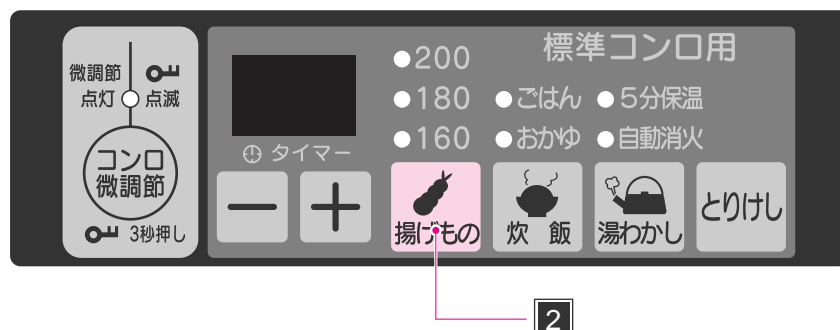 微調節
点灯 点滅
コンロ
微調節
3秒押し
タイマー
標準コンロ用
200
180 ごはん 5分保温
160 おかゆ 自動消火
揚げもの 炊飯 湯わかし とりけし
2